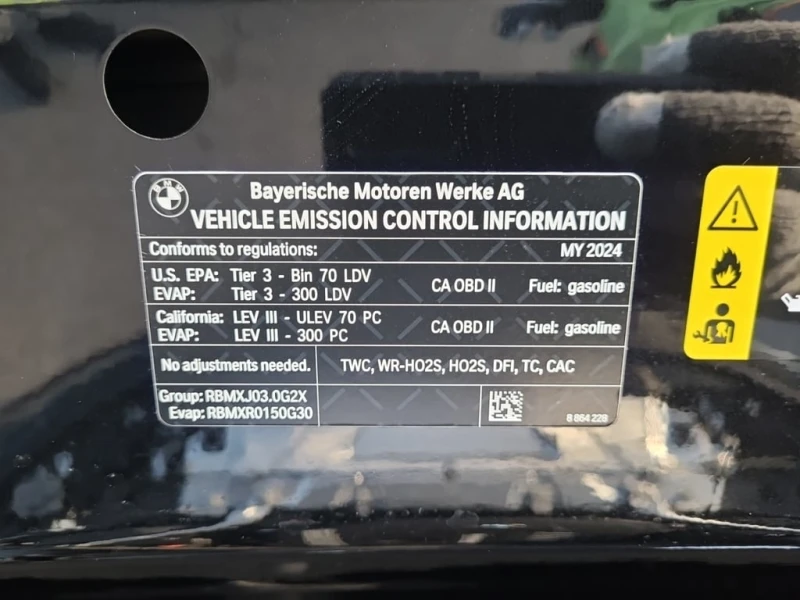 BMW
Bayerische Motoren Werke AG
VEHICLE EMISSION CONTROL INFORMATION
Conforms to regulations: MY 2024
U.S. EPA: Tier 3 - Bin 70 LDV CA OBD II Fuel: gasoline
EVAP: Tier 3 - 300 LDV
California: LEV III - ULEV 70 PC CA OBD II Fuel: gasoline
EVAP: LEV III - 300 PC
No adjustments needed. TWC, WR-HO2S, HO2S, DFI, TC, CAC
Group: RBMXJ03.0G2X
Evap: RBMXR0150G30
8 864 228